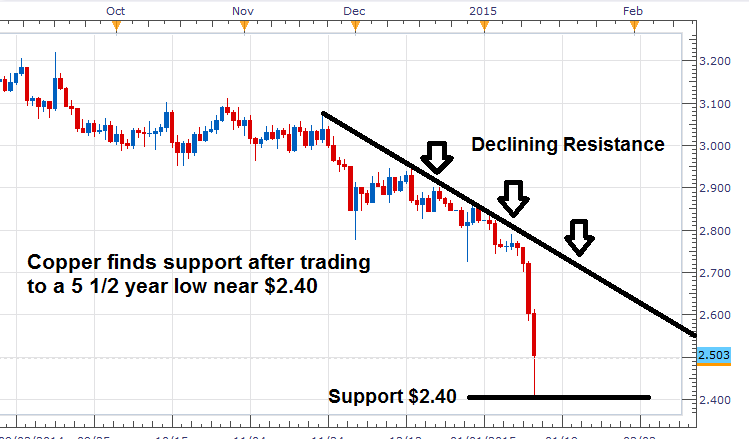 Oct Nov Dec 2015 Feb
3.200
3.100
3.000
Declining Resistance
2.900
2.800
Copper finds support after trading
to a 5 1/2 year low near $2.40
2.700
2.600
2.503
Support $2.40
2.400